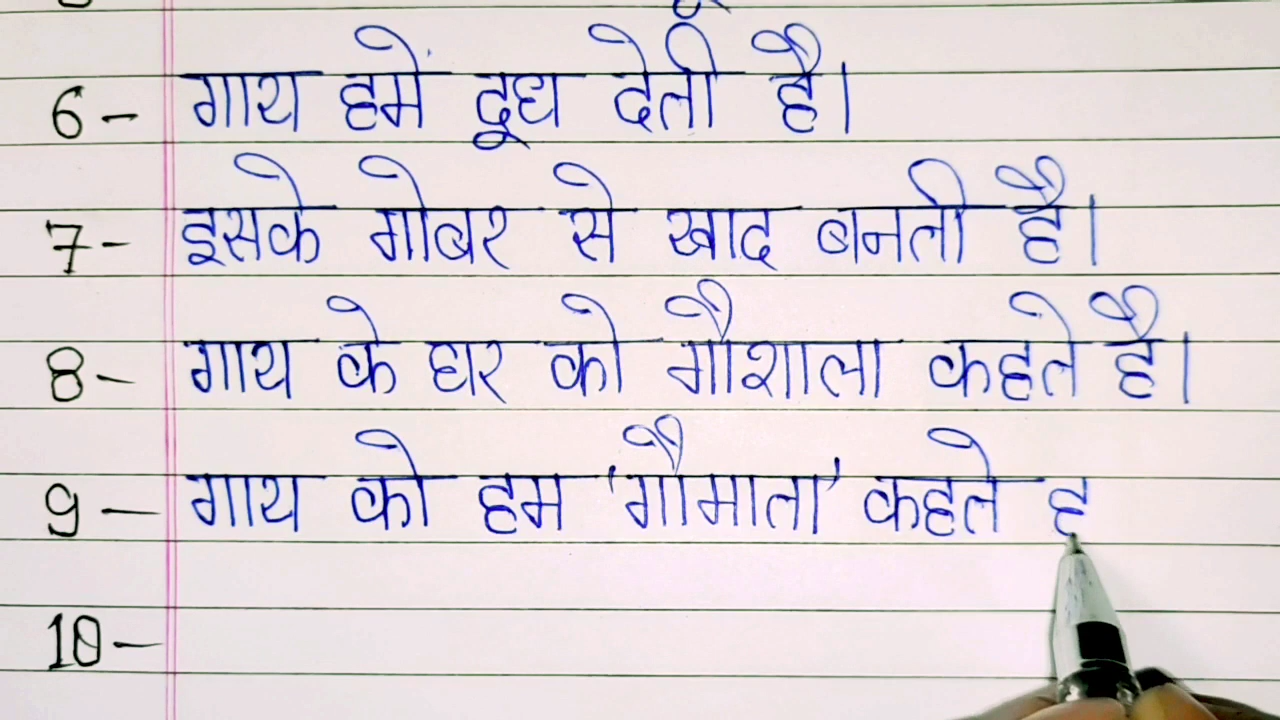 6- गाय हमें दूध देती है।
7- इसके गोबर से खाद बनती है।
8- गाय के घर को गौशाला कहते है।
9- गाय को हम 'गौमाता' कहते ह
10-